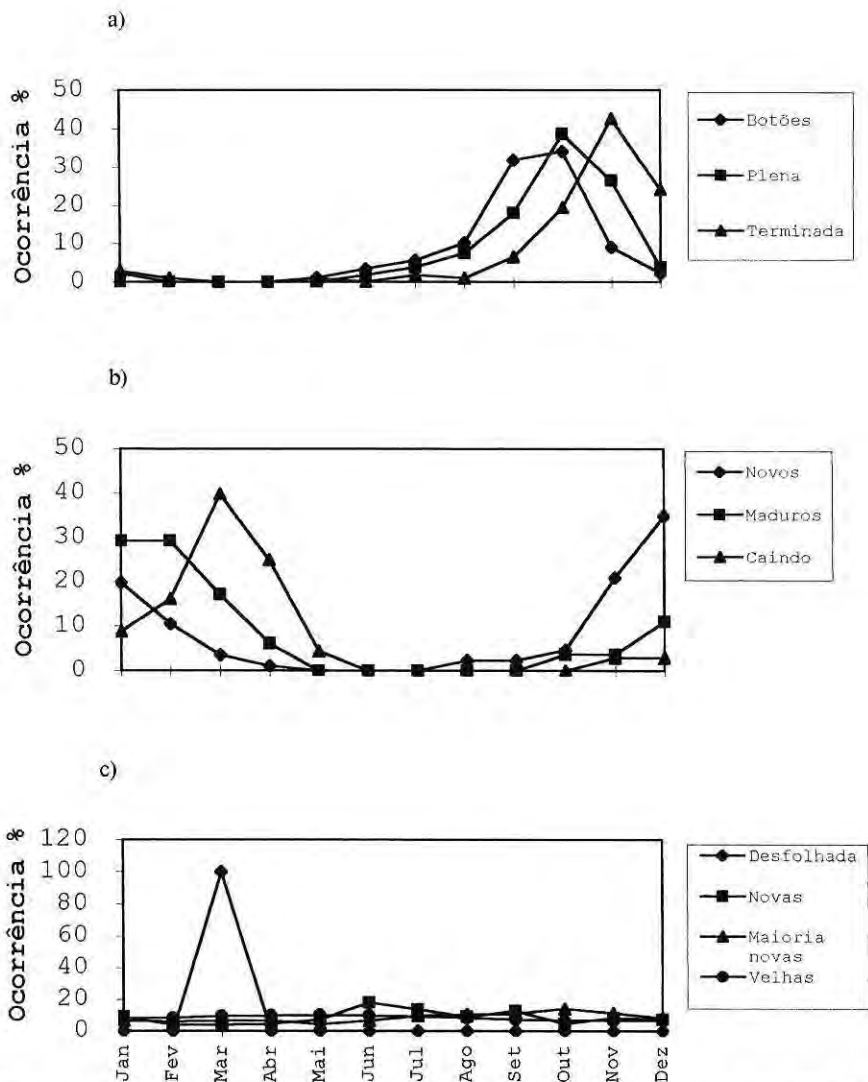 a)
Ocorrência %
50
40
30
20
10
0
Botões
Plena
Terminada
b)
Ocorrência %
50
40
30
20
10
0
Novos
Maduros
Caindo
c)
Ocorrência %
120
100
80
60
40
20
0
Jan
Fev
Mar
Abr
Mai
Jun
Jul
Ago
Set
Out
Nov
Dez
Desfolhada
Novas
Maioria
novas
Velhas